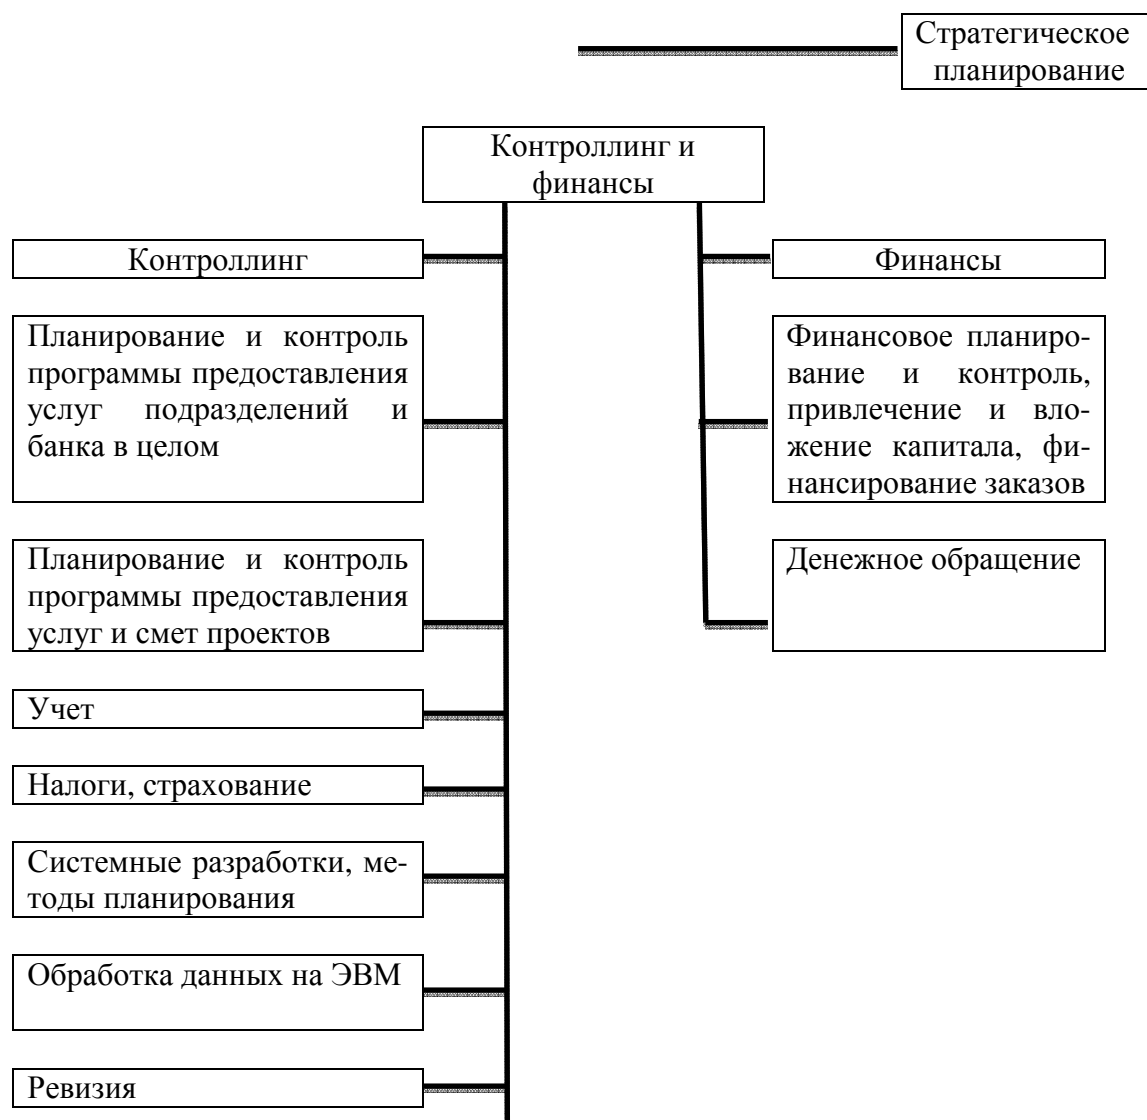 Стратегическое
планирование
Контроллинг и
финансы
Контроллинг
Планирование и контроль
программы предоставления
услуг подразделений и
банка в целом
Планирование и контроль
программы предоставления
услуг и смет проектов
Учет
Налоги, страхование
Системные разработки, ме-
тоды планирования
Обработка данных на ЭВМ
Ревизия
Финансы
Финансовое планиро-
вание и контроль,
привлечение и вло-
жение капитала, фи-
нансирование заказов
Денежное обращение